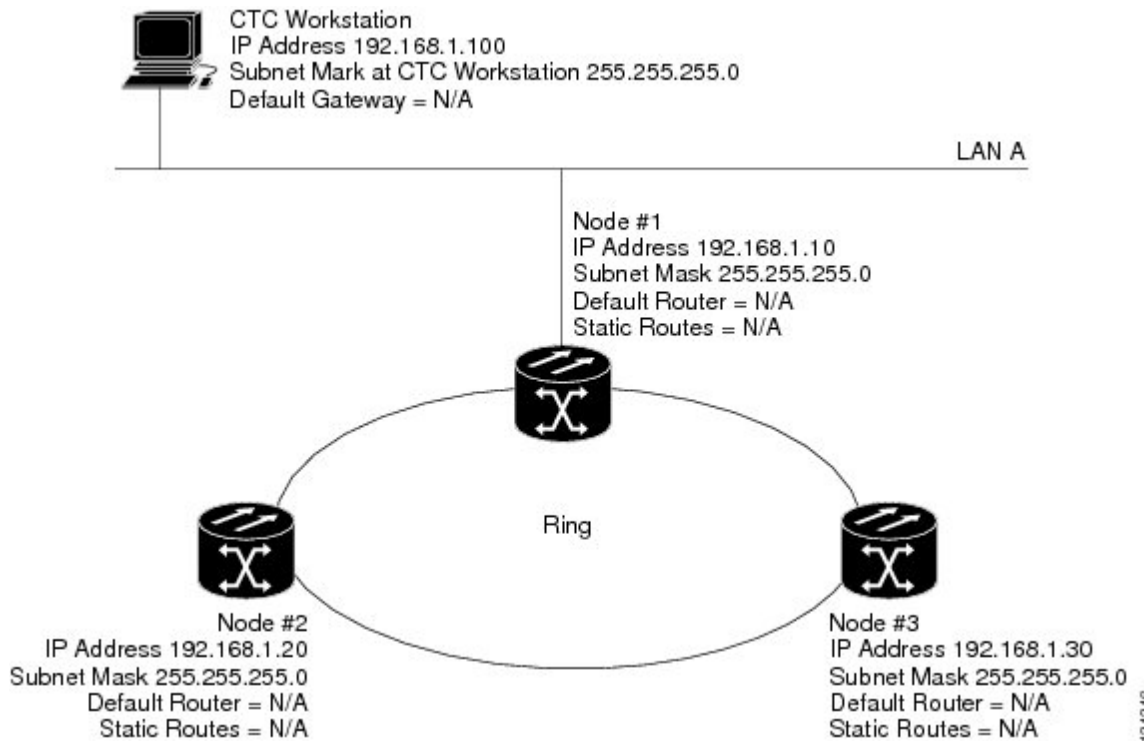 CTC Workstation
IP Address 192.168.1.100
Subnet Mark at CTC Workstation 255.255.255.0
Default Gateway = N/A
LAN A
Node #1
IP Address 192.168.1.10
Subnet Mask 255.255.255.0
Default Router = N/A
Static Routes = N/A
Ring
Node #2
IP Address 192.168.1.20
Subnet Mask 255.255.255.0
Default Router = N/A
Static Routes = N/A
Node #3
IP Address 192.168.1.30
Subnet Mask 255.255.255.0
Default Router = N/A
Static Routes = N/A